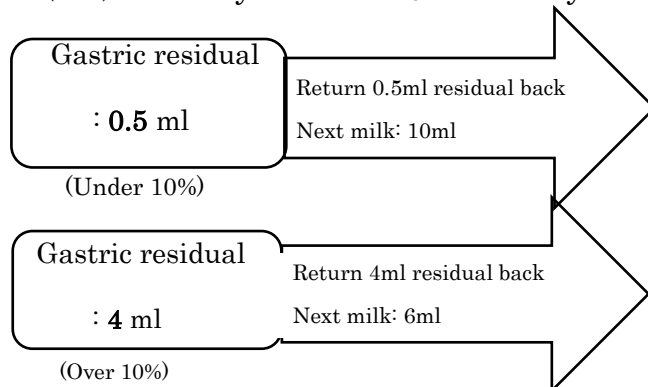 Gastric residual
: 0.5 ml
(Under 10%)
Return 0.5ml residual back
Next milk: 10ml
Gastric residual
: 4 ml
(Over 10%)
Return 4ml residual back
Next milk: 6ml